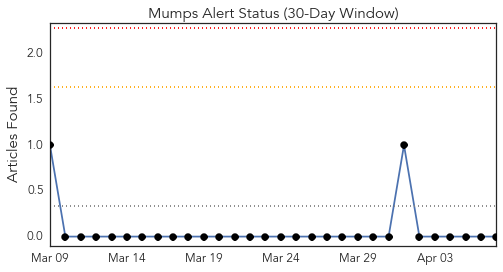 Mumps Alert Status (30-Day Window)
Articles Found
2.0
1.5
1.0
0.5
0.0
Mar 09 Mar 14 Mar 19 Mar 24 Mar 29 Apr 03